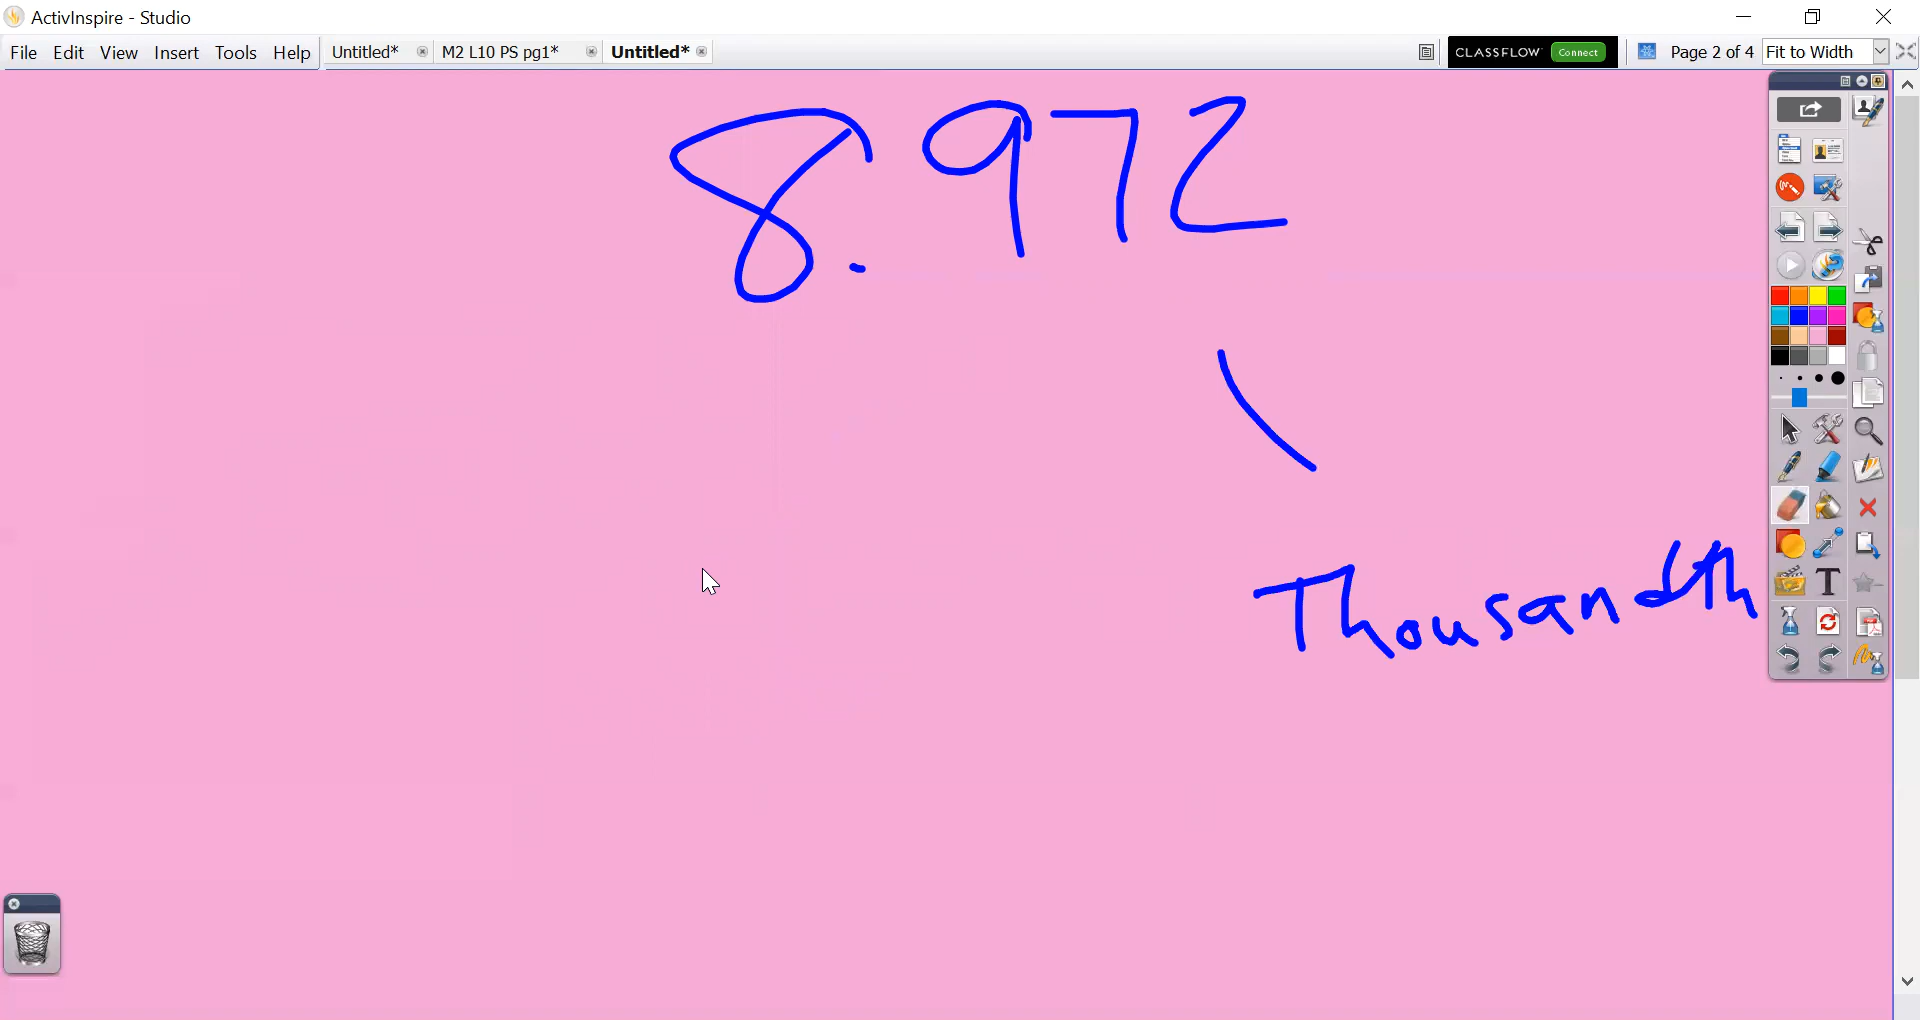 ActivInspire - Studio
File Edit View Insert Tools Help Untitled* M2 L10 PS pg1* Untitled* CLASSFLOW Connect Page 2 of 4 Fit to Width
8.972
Thousandth